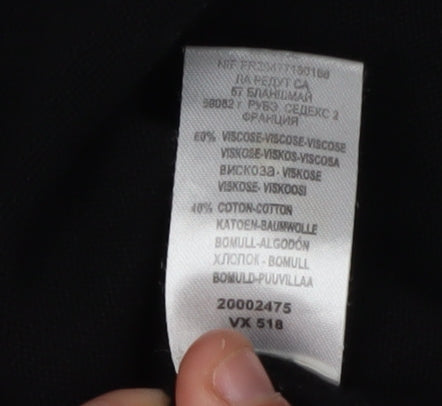 ЛА РЕДУТ СА
57 БЛАНШМАЙ
59082 г. РУБЭ СЕДЕКС 2
ФРАНЦИЯ
60% VISCOSE-VISCOSE-VISCOSE
VISKOSE-VISKOS-VISCOSA
ВИСКОЗА - VISKOSE
VISKOSE- VISKOOSI
40% COTON-COTTON
KATOEN-BAUMWOLLE
BOMULL-ALGODÓN
ХЛОПОК - BOMULL
BOMULD-PUUVILLAA
20002475
VX 518